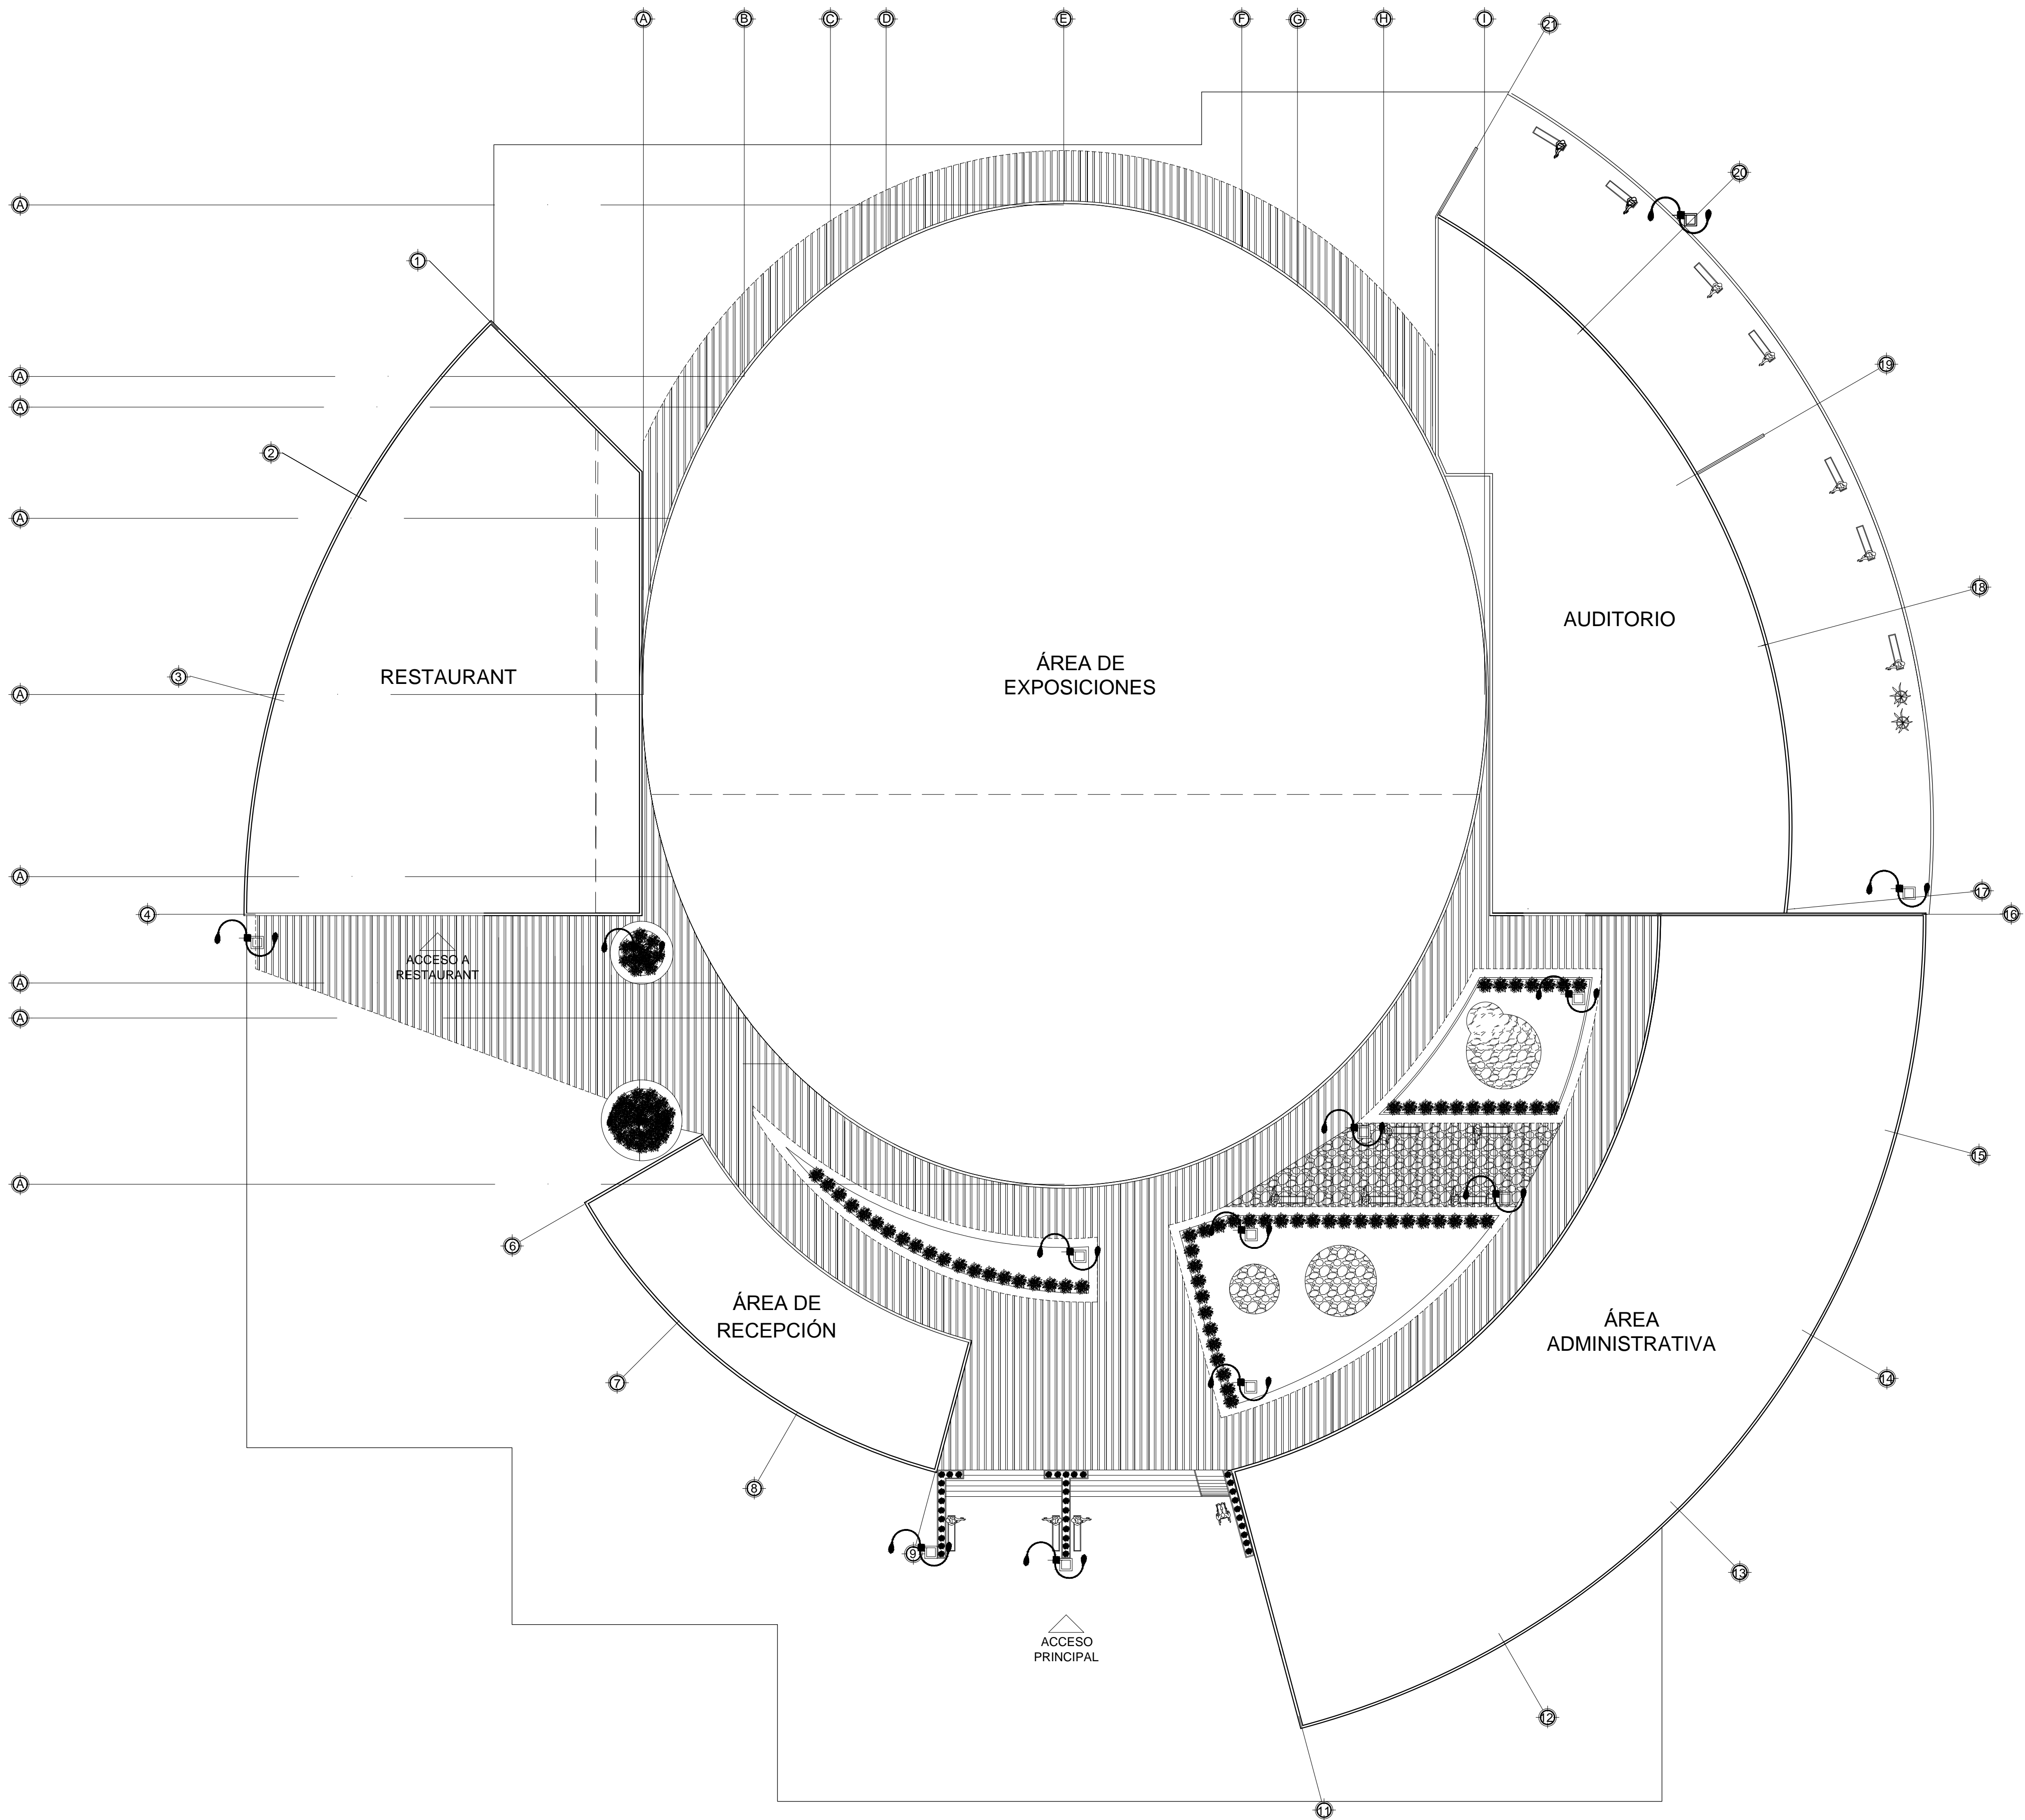 A
B
C
D
E
F
G
H
I
21
20
19
18
17
16
15
14
13
12
11
A
A
A
A
A
A
A
A
A
1
2
3
4
6
7
8
9
RESTAURANT
ÁREA DE
EXPOSICIONES
AUDITORIO
ACCESO A
RESTAURANT
ÁREA DE
RECEPCIÓN
ÁREA
ADMINISTRATIVA
ACCESO
PRINCIPAL